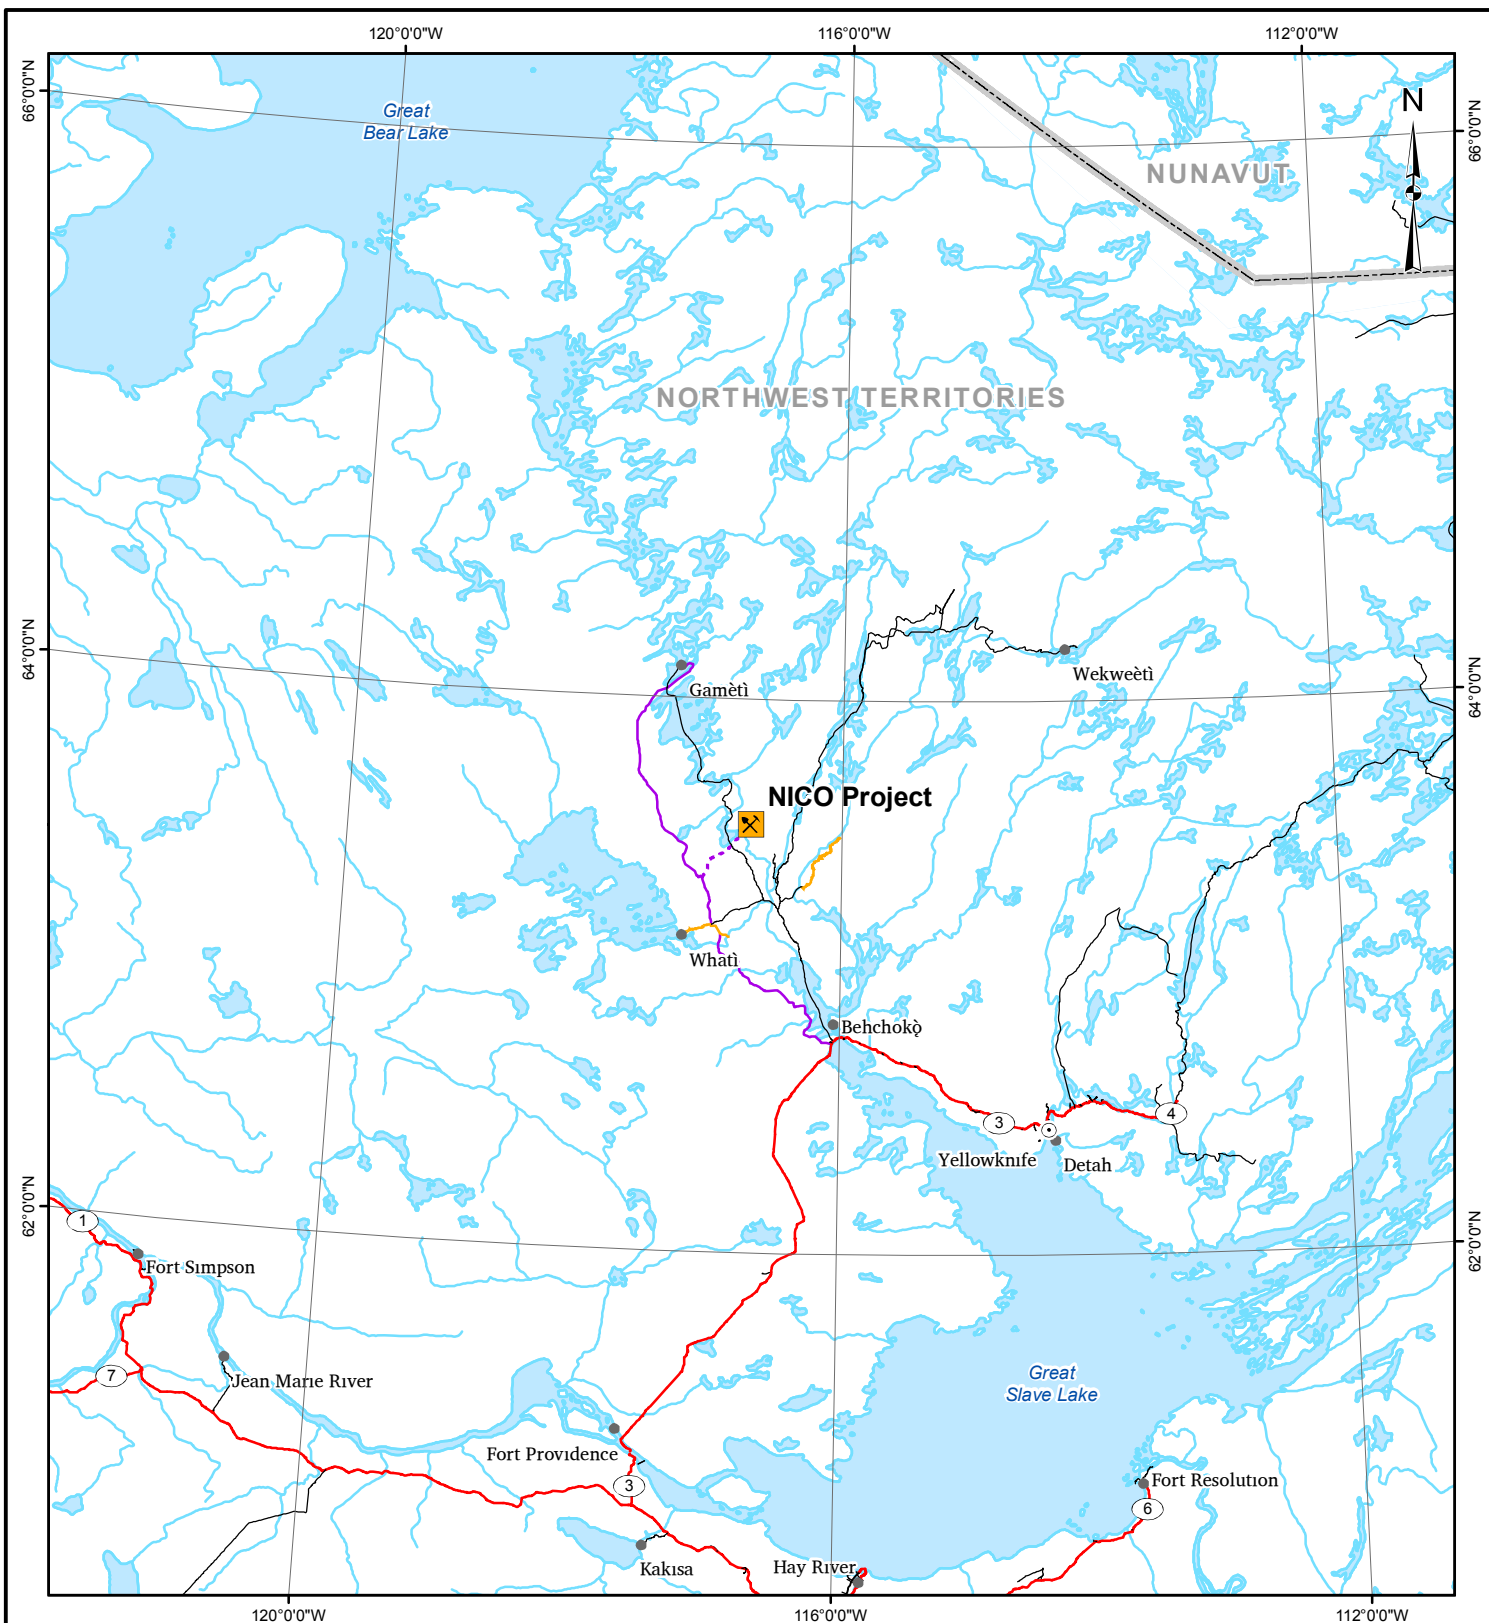 120°0'0"W
116°0'0"W
112°0'0"W
66°0'0"N
66°0'0"N
Great
Bear Lake
N
NUNAVUT
NORTHWEST TERRITORIES
64°0'0"N
64°0'0"N
Gamètì
Wekweètì
NICO Project
Whatì
Behchokǫ̀
3
4
Yellowknife
Detah
62°0'0"N
62°0'0"N
1
Fort Simpson
7
Jean Marie River
Great
Slave Lake
Fort Providence
3
Fort Resolution
6
Kakisa
Hay River
120°0'0"W
116°0'0"W
112°0'0"W